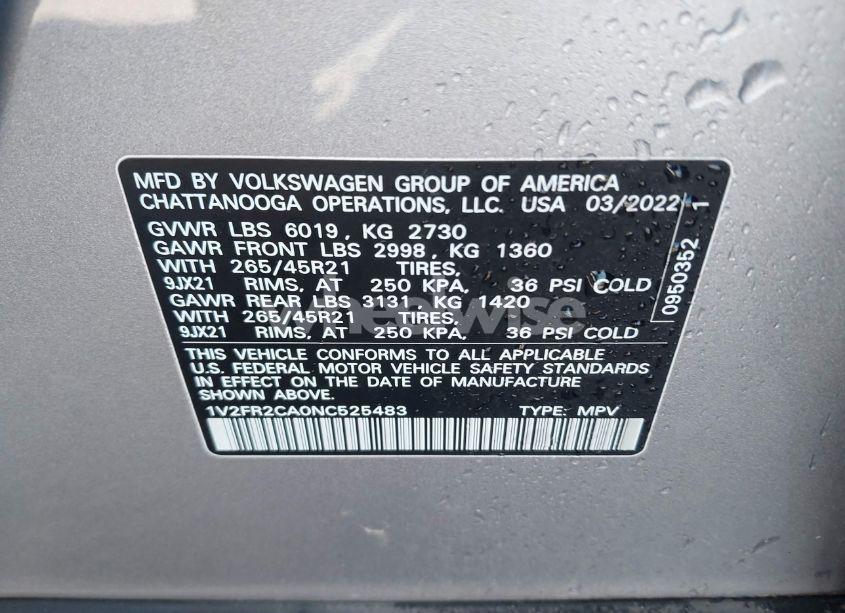 MFD BY VOLKSWAGEN GROUP OF AMERICA
CHATTANOOGA OPERATIONS, LLC. USA 03/2022
GVWR LBS 6019, KG 2730
GAWR FRONT LBS 2998, KG 1360
WITH 265/45R21 TIRES,
9JX21 RIMS, AT 250 KPA, 36 PSI COLD
GAWR REAR LBS 3131, KG 1420
WITH 265/45R21 TIRES,
9JX21 RIMS, AT 250 KPA, 36 PSI COLD
THIS VEHICLE CONFORMS TO ALL APPLICABLE
U.S. FEDERAL MOTOR VEHICLE SAFETY STANDARDS
IN EFFECT ON THE DATE OF MANUFACTURE
SHOWN ABOVE.
1V2FR2CA0NC525483 TYPE: MPV
0950352 1